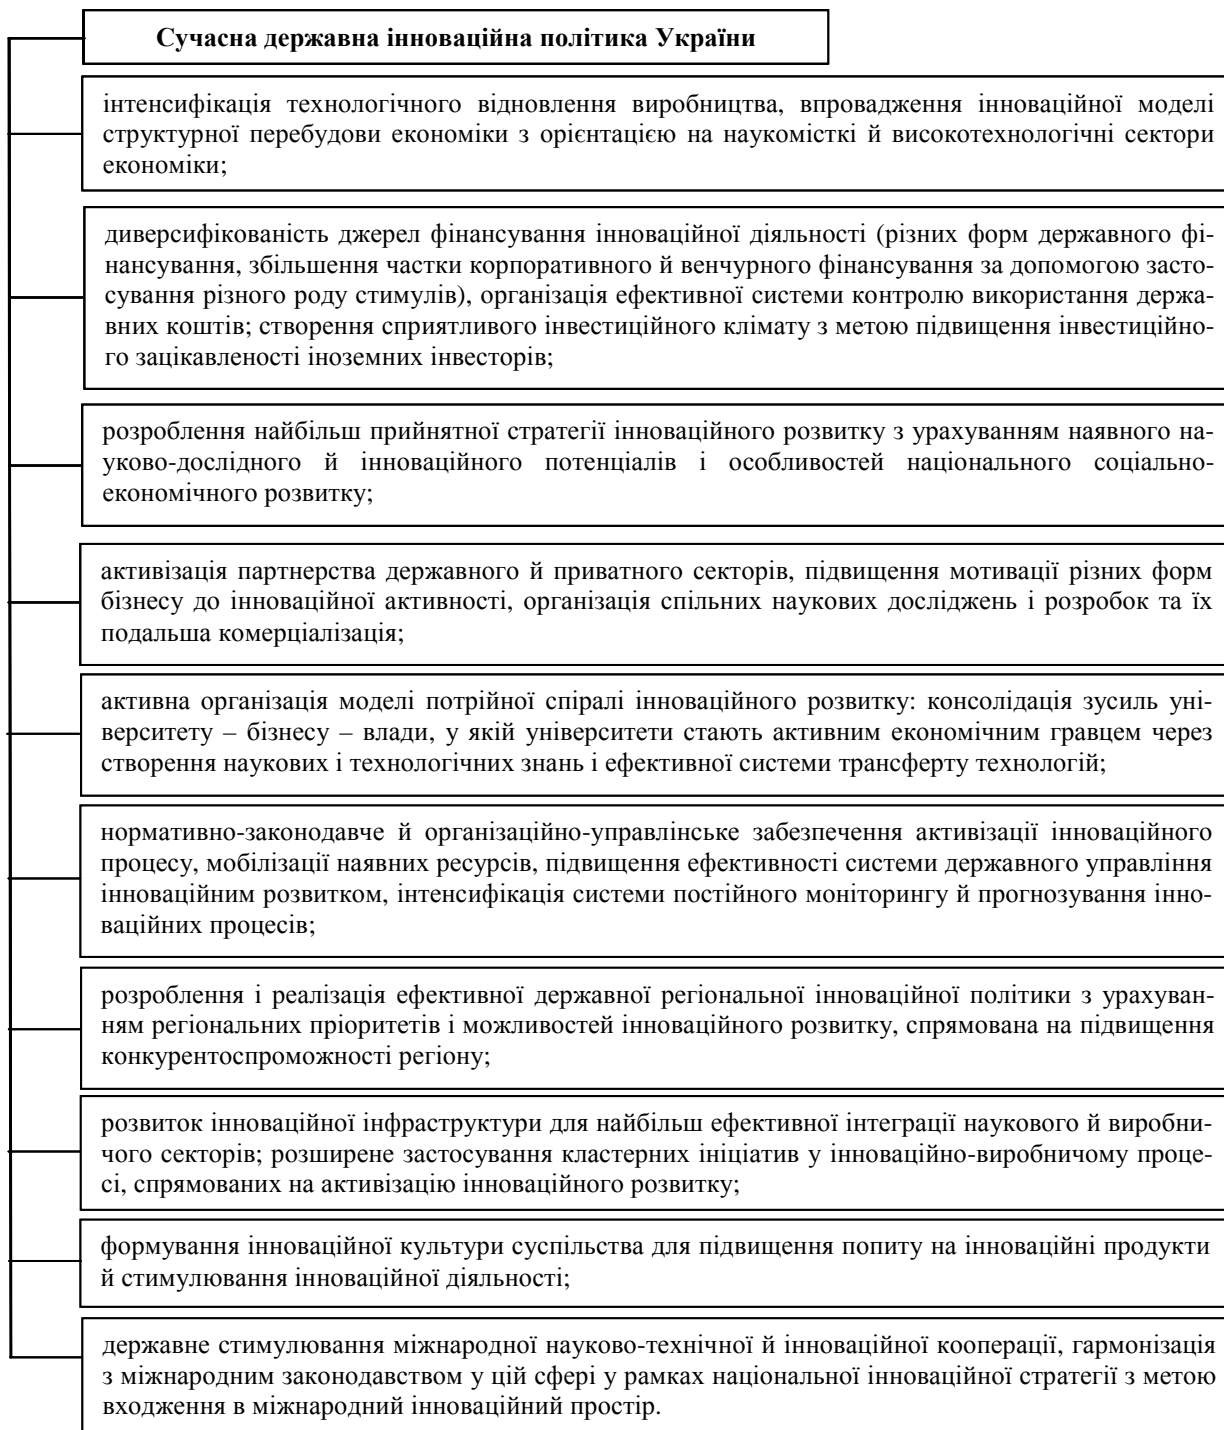 Сучасна державна інноваційна політика України
інтенсифікація технологічного відновлення виробництва, впровадження інноваційної моделі
структурної перебудови економіки з орієнтацією на наукомісткі й високотехнологічні сектори
економіки;
диверсифікованість джерел фінансування інноваційної діяльності (різних форм державного фі-
нансування, збільшення частки корпоративного й венчурного фінансування за допомогою засто-
сування різного роду стимулів), організація ефективної системи контролю використання держа-
вних коштів; створення сприятливого інвестиційного клімату з метою підвищення інвестиційно-
го зацікавленості іноземних інвесторів;
розроблення найбільш прийнятної стратегії інноваційного розвитку з урахуванням наявного на-
уково-дослідного й інноваційного потенціалів і особливостей національного соціально-
економічного розвитку;
активізація партнерства державного й приватного секторів, підвищення мотивації різних форм
бізнесу до інноваційної активності, організація спільних наукових досліджень і розробок та їх
подальша комерціалізація;
активна організація моделі потрійної спіралі інноваційного розвитку: консолідація зусиль уні-
верситету – бізнесу – влади, у якій університети стають активним економічним гравцем через
створення наукових і технологічних знань і ефективної системи трансферту технологій;
нормативно-законодавче й організаційно-управлінське забезпечення активізації інноваційного
процесу, мобілізації наявних ресурсів, підвищення ефективності системи державного управління
інноваційним розвитком, інтенсифікація системи постійного моніторингу й прогнозування інно-
ваційних процесів;
розроблення і реалізація ефективної державної регіональної інноваційної політики з урахуван-
ням регіональних пріоритетів і можливостей інноваційного розвитку, спрямована на підвищення
конкурентоспроможності регіону;
розвиток інноваційної інфраструктури для найбільш ефективної інтеграції наукового й виробни-
чого секторів; розширене застосування кластерних ініціатив у інноваційно-виробничому проце-
сі, спрямованих на активізацію інноваційного розвитку;
формування інноваційної культури суспільства для підвищення попиту на інноваційні продукти
й стимулювання інноваційної діяльності;
державне стимулювання міжнародної науково-технічної й інноваційної кооперації, гармонізація
з міжнародним законодавством у цій сфері у рамках національної інноваційної стратегії з метою
входження в міжнародний інноваційний простір.